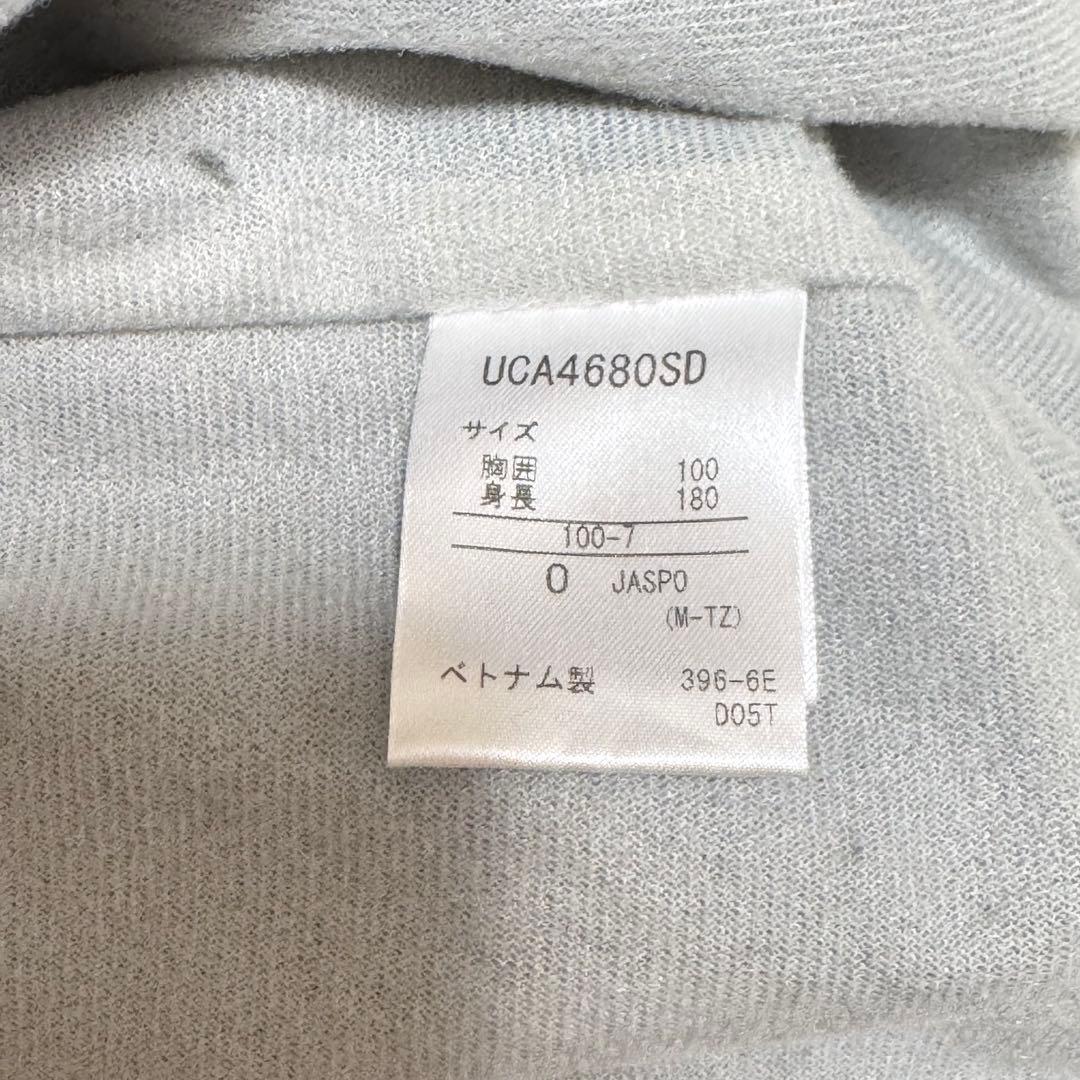 UCA4680SD
サイズ
胸囲 100
身長 180
100-7
O JASPO
(M-TZ)
ベトナム製 396-6E
D05T